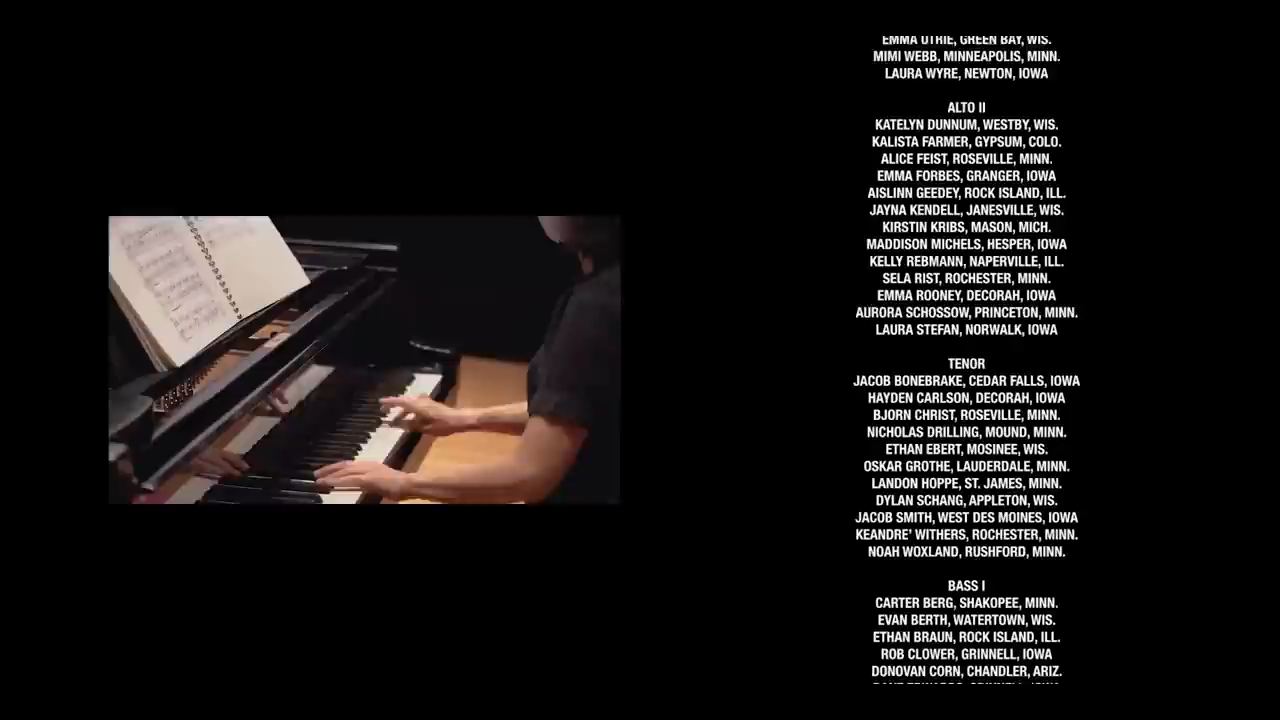 EMMA UTRIE, GREEN BAY, WIS.
MIMI WEBB, MINNEAPOLIS, MINN.
LAURA WYRE, NEWTON, IOWA
ALTO II
KATELYN DUNNUM, WESTBY, WIS.
KALISTA FARMER, GYPSUM, COLO.
ALICE FEIST, ROSEVILLE, MINN.
EMMA FORBES, GRANGER, IOWA
AISLINN GEEDEY, ROCK ISLAND, ILL.
JAYNA KENDELL, JANESVILLE, WIS.
KIRSTIN KRIBS, MASON, MICH.
MADDISON MICHELS, HESPER, IOWA
KELLY REBMANN, NAPERVILLE, ILL.
SELA RIST, ROCHESTER, MINN.
EMMA ROONEY, DECORAH, IOWA
AURORA SCHOSSOW, PRINCETON, MINN.
LAURA STEFAN, NORWALK, IOWA
TENOR
JACOB BONEBRAKE, CEDAR FALLS, IOWA
HAYDEN CARLSON, DECORAH, IOWA
BJORN CHRIST, ROSEVILLE, MINN.
NICHOLAS DRILLING, MOUND, MINN.
ETHAN EBERT, MOSINEE, WIS.
OSKAR GROTHE, LAUDERDALE, MINN.
LANDON HOPPE, ST. JAMES, MINN.
DYLAN SCHANG, APPLETON, WIS.
JACOB SMITH, WEST DES MOINES, IOWA
KEANDRE' WITHERS, ROCHESTER, MINN.
NOAH WOXLAND, RUSHFORD, MINN.
BASS I
CARTER BERG, SHAKOPEE, MINN.
EVAN BERTH, WATERTOWN, WIS.
ETHAN BRAUN, ROCK ISLAND, ILL.
ROB CLOWER, GRINNELL, IOWA
DONOVAN CORN, CHANDLER, ARIZ.